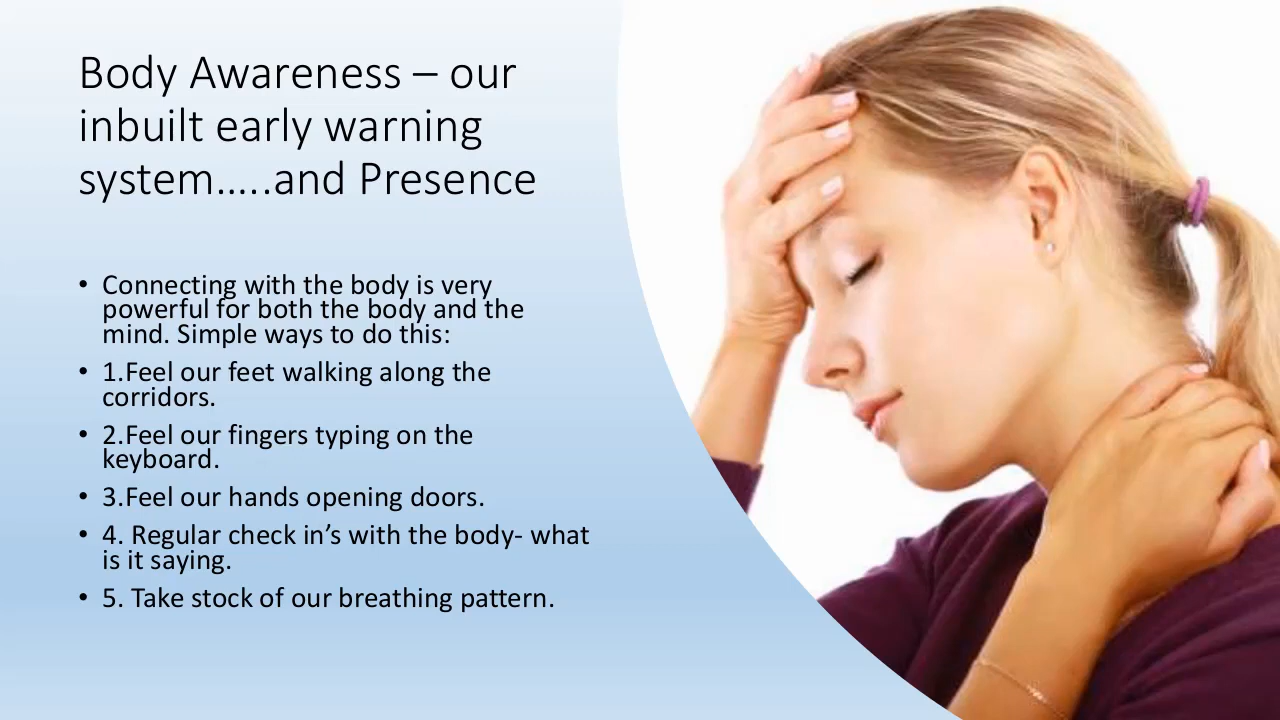 Body Awareness – our
inbuilt early warning
system…..and Presence
• Connecting with the body is very
powerful for both the body and the
mind. Simple ways to do this:
• 1.Feel our feet walking along the
corridors.
• 2.Feel our fingers typing on the
keyboard.
• 3.Feel our hands opening doors.
• 4. Regular check in’s with the body- what
is it saying.
• 5. Take stock of our breathing pattern.